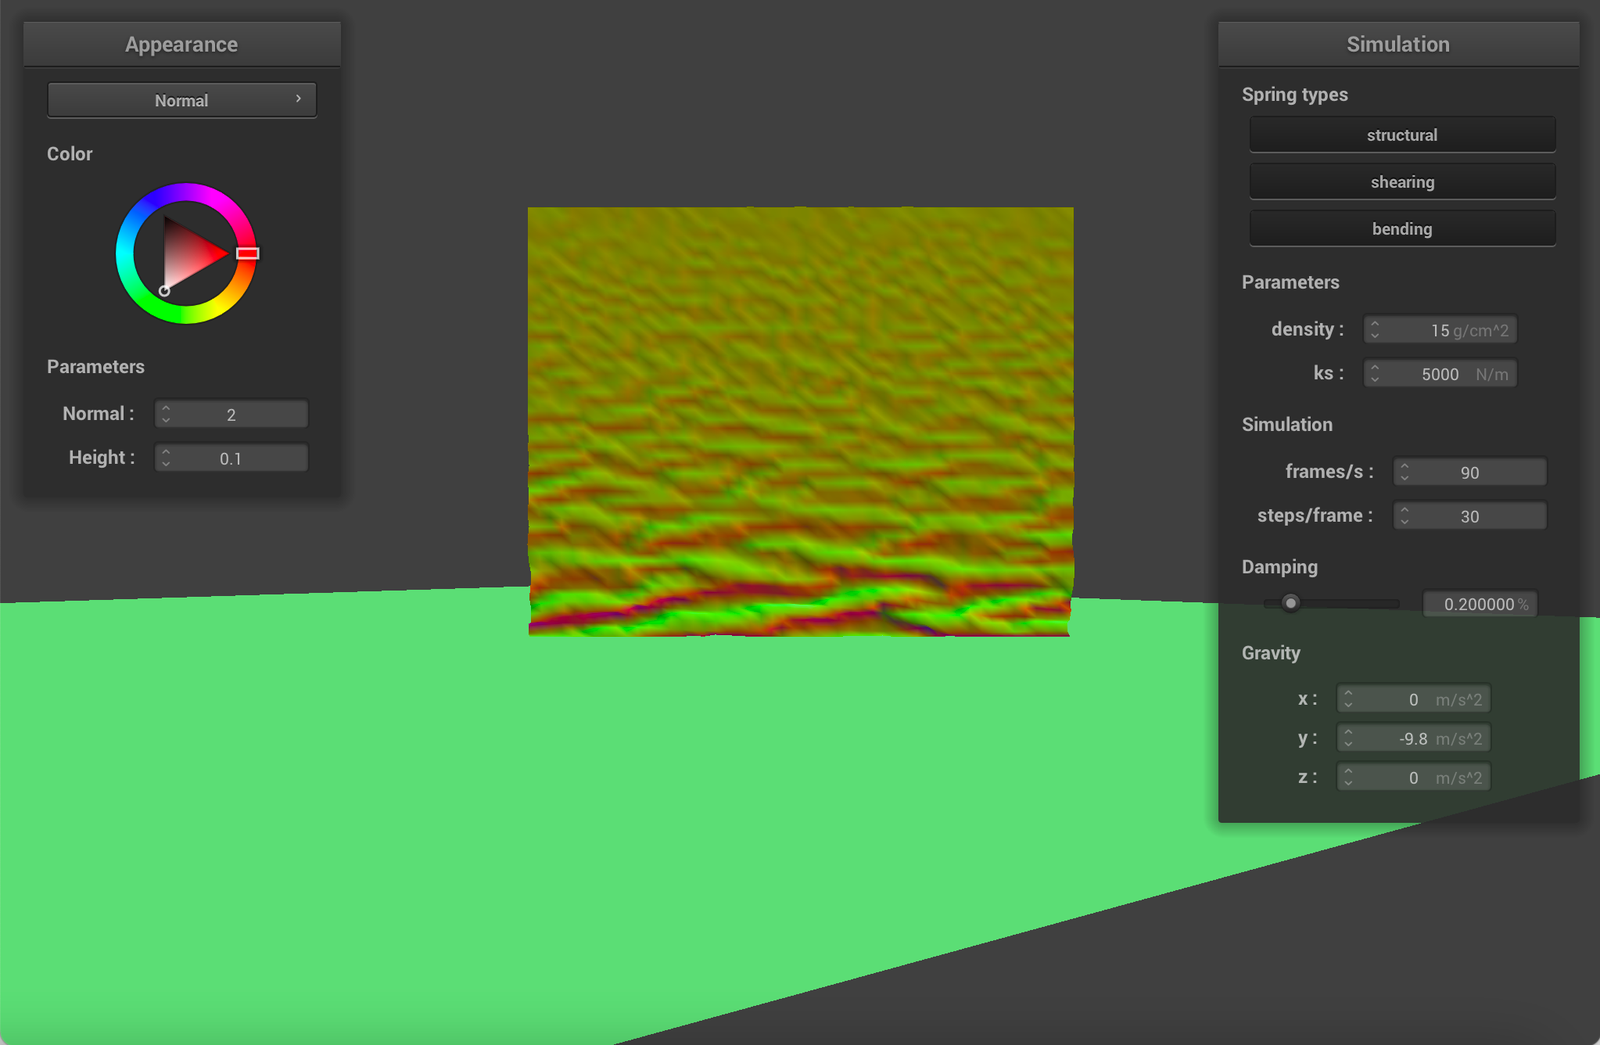 Appearance
Normal
Color
Parameters
Normal : 2
Height : 0.1
Simulation
Spring types
structural
shearing
bending
Parameters
density : 15 g/cm^2
ks : 5000 N/m
Simulation
frames/s : 90
steps/frame : 30
Damping
0.200000 %
Gravity
x : 0 m/s^2
y : -9.8 m/s^2
z : 0 m/s^2